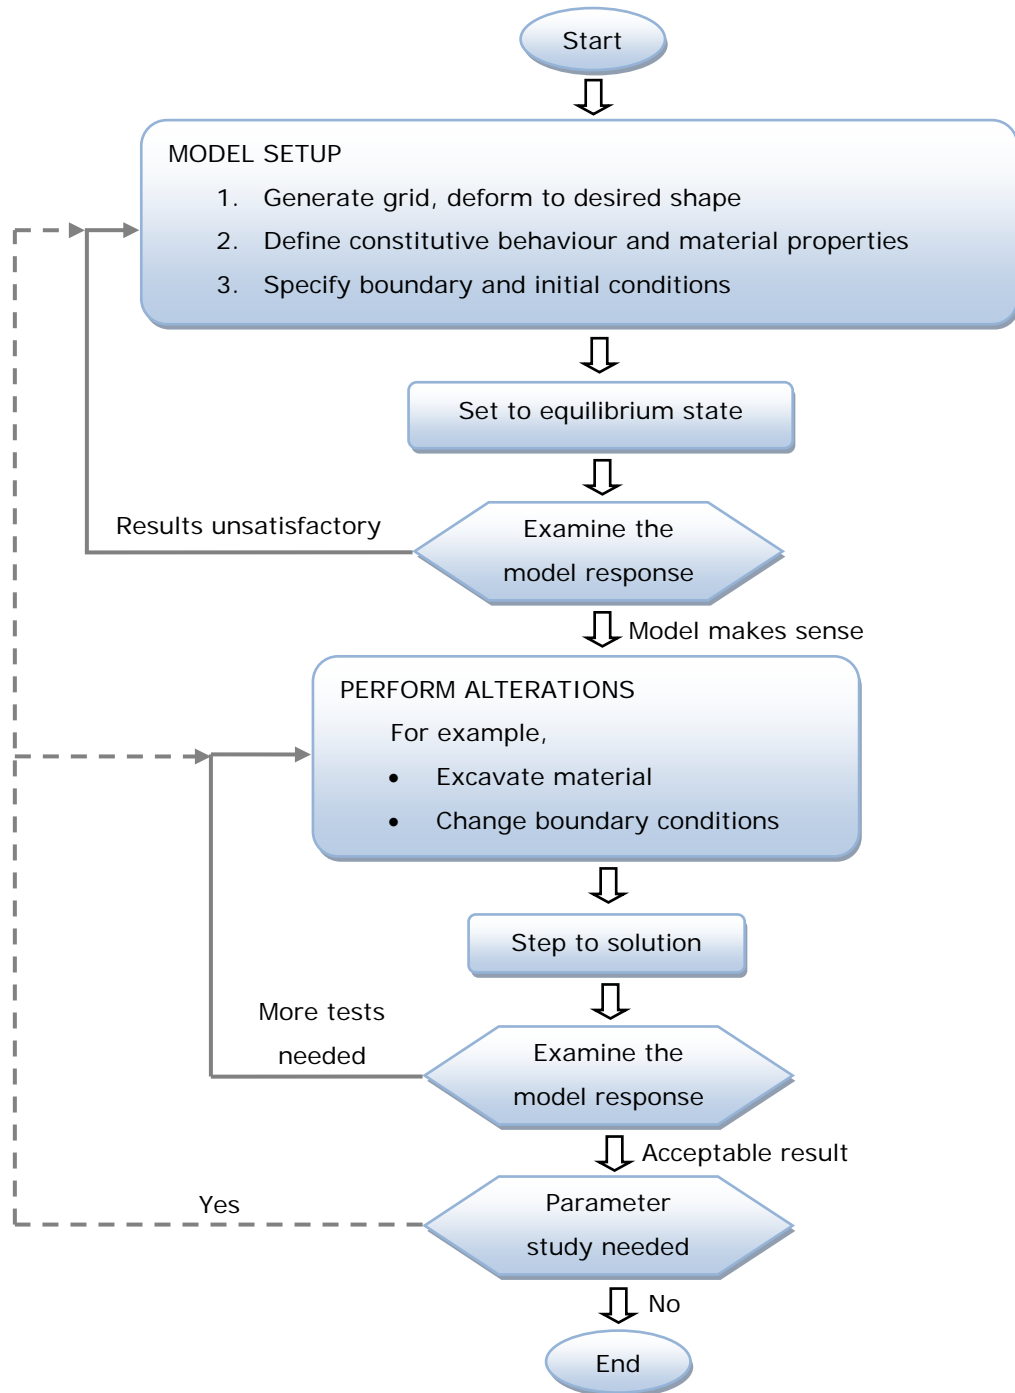 Start
MODEL SETUP
1. Generate grid, deform to desired shape
2. Define constitutive behaviour and material properties
3. Specify boundary and initial conditions
Set to equilibrium state
Results unsatisfactory
Examine the
model response
Model makes sense
PERFORM ALTERATIONS
For example,
• Excavate material
• Change boundary conditions
Step to solution
More tests
needed
Examine the
model response
Acceptable result
Yes
Parameter
study needed
No
End